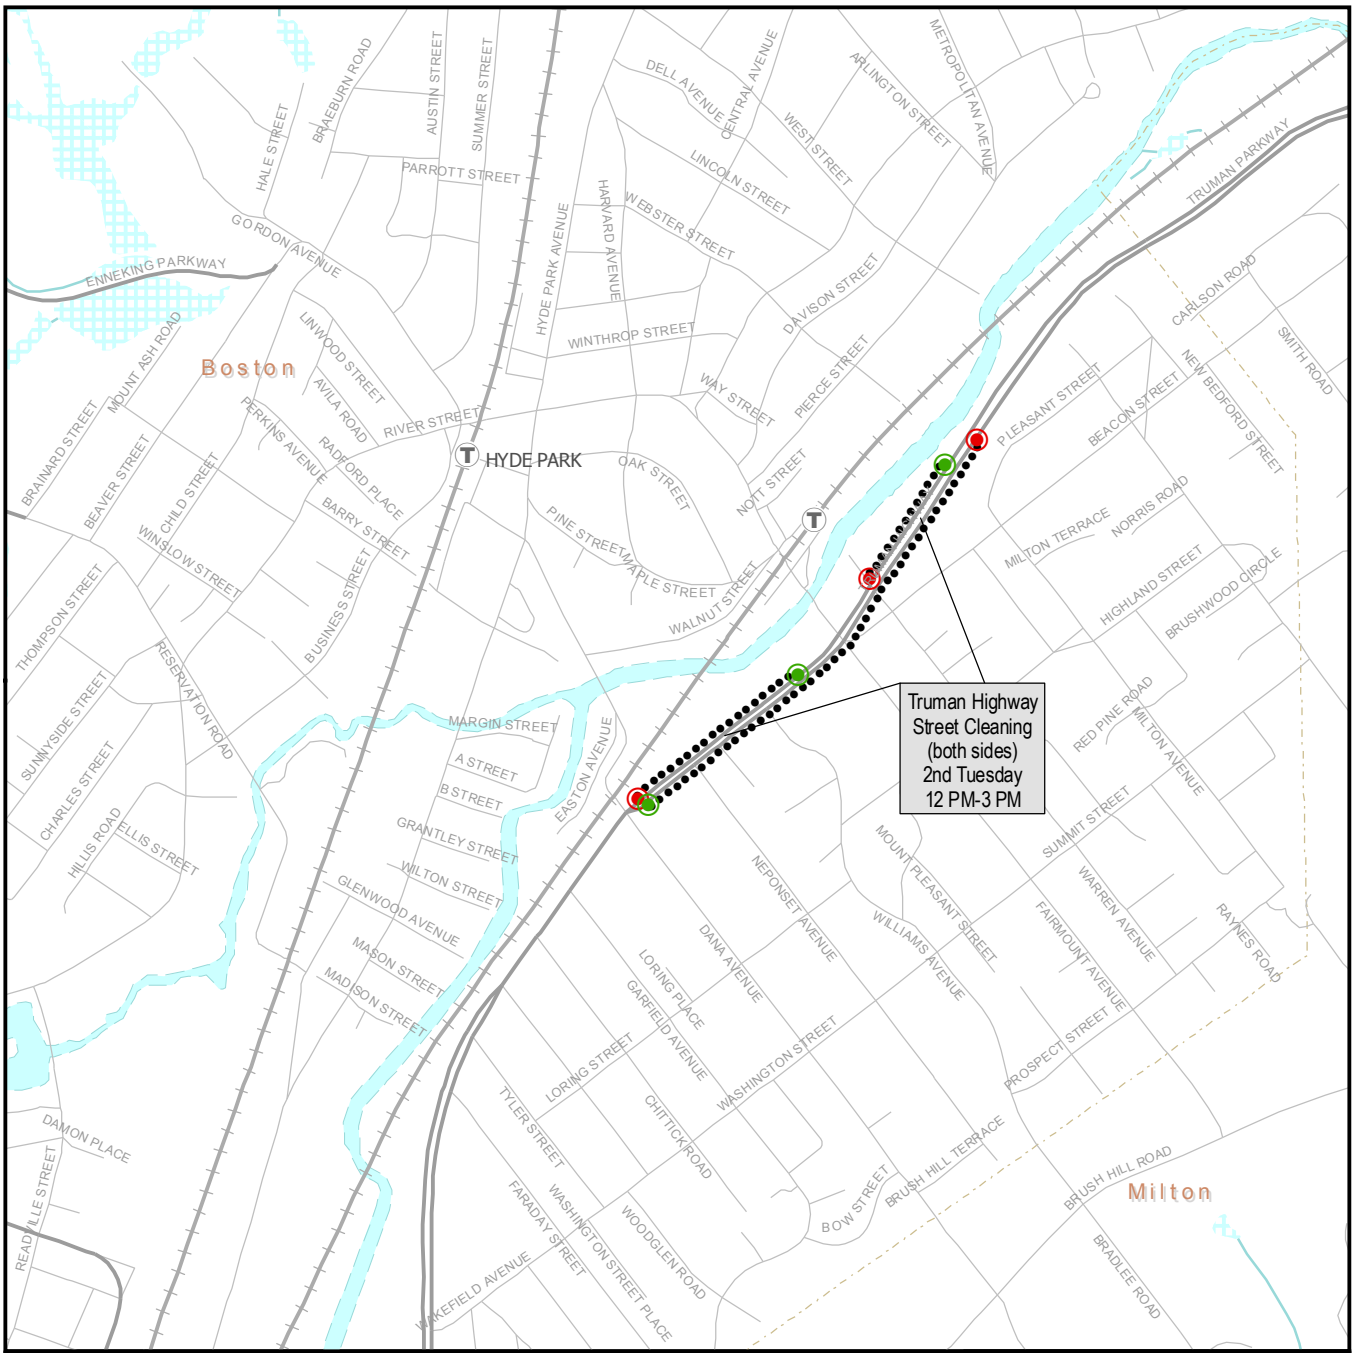 METROPOLITAN AVENUE
ARLINGTON STREET
CENTRAL AVENUE
DELL AVENUE
WEST STREET
BRAEBURN ROAD
AUSTIN STREET
SUMMER STREET
HALE STREET
PARROTT STREET
LINCOLN STREET
TRUMAN PARKWAY
HARVARD AVENUE
WEBSTER STREET
GORDON AVENUE
HYDE PARK AVENUE
ENNEKING PARKWAY
DAVISON STREET
CARLSON ROAD
SMITH ROAD
LINWOOD STREET
WINTHROP STREET
MOUNT ASH ROAD
Boston
AVILA ROAD
PIERCE STREET
WAY STREET
NEW BEDFORD STREET
PLEASANT STREET
BEACON STREET
PERKINS AVENUE
RIVER STREET
RADFORD PLACE
BRAINARD STREET
T
HYDE PARK
OAK STREET
NOTT STREET
BEAVER STREET
CHILD STREET
BARRY STREET
NORRIS ROAD
PINE STREET
T
MILTON TERRACE
WINSLOW STREET
MAPLE STREET
BUSINESS STREET
HIGHLAND STREET
BRUSHWOOD CIRCLE
WALNUT STREET
THOMPSON STREET
RESERVATION ROAD
Truman Highway
Street Cleaning
(both sides)
2nd Tuesday
12 PM-3 PM
RED PINE ROAD
MILTON AVENUE
SUNNYSIDE STREET
MARGIN STREET
A STREET
EASTON AVENUE
B STREET
CHARLES STREET
GRANTLEY STREET
HILLIS ROAD
ELLIS STREET
SUMMIT STREET
WILTON STREET
GLENWOOD AVENUE
NEPONSET AVENUE
MOUNT PLEASANT STREET
WARREN AVENUE
FAIRMOUNT AVENUE
RAYNES ROAD
WILLIAMS AVENUE
DANA AVENUE
MASON STREET
LORING PLACE
MADISON STREET
GARFIELD AVENUE
WASHINGTON STREET
PROSPECT STREET
LORING STREET
TYLER STREET
CHITTICK ROAD
DAMON PLACE
BRUSH HILL TERRACE
BRUSH HILL ROAD
Milton
READVILLE STREET
FARADAY STREET
WASHINGTON STREET PLACE
WOODGLEN ROAD
BOW STREET
BRADLEE ROAD
WAKEFIELD AVENUE